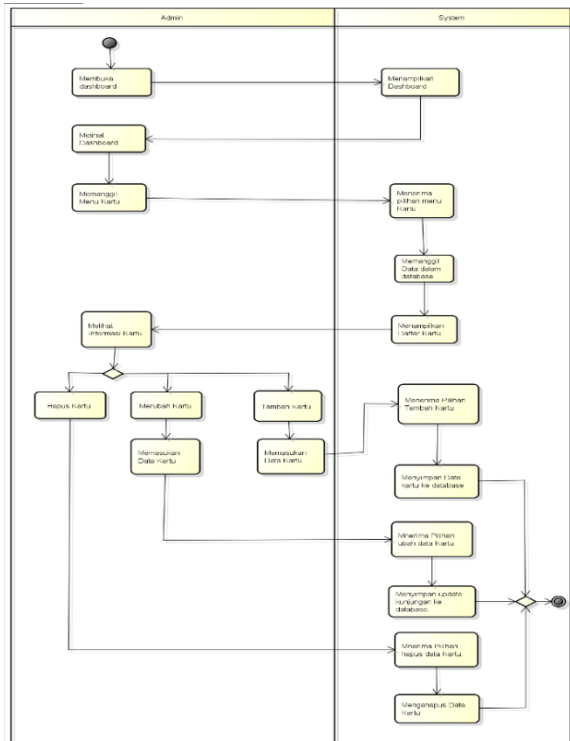 Admin
System
Membuka
dashboard
Menampilkan
Dashboard
Melihat
Dashboard
Memanggil
Menu Kartu
Menerima
pilihan menu
Kartu
Memanggil
Data dalam
database
Melihat
Informasi Kartu
Menampilkan
Daftar Kartu
Hapus Kartu
Merubah Kartu
Tambah Kartu
Menerima Pilihan
Tambah Kartu
Memasukan
Data Kartu
Memasukan
Data Kartu
Menyimpan Data
kartu ke database
Mnerima Pilihan
ubah data Kartu
Menyimpan update
kunjungan ke
database.
Mnerima Pilihan
hapus data Kartu.
Mengehapus Data
Kartu